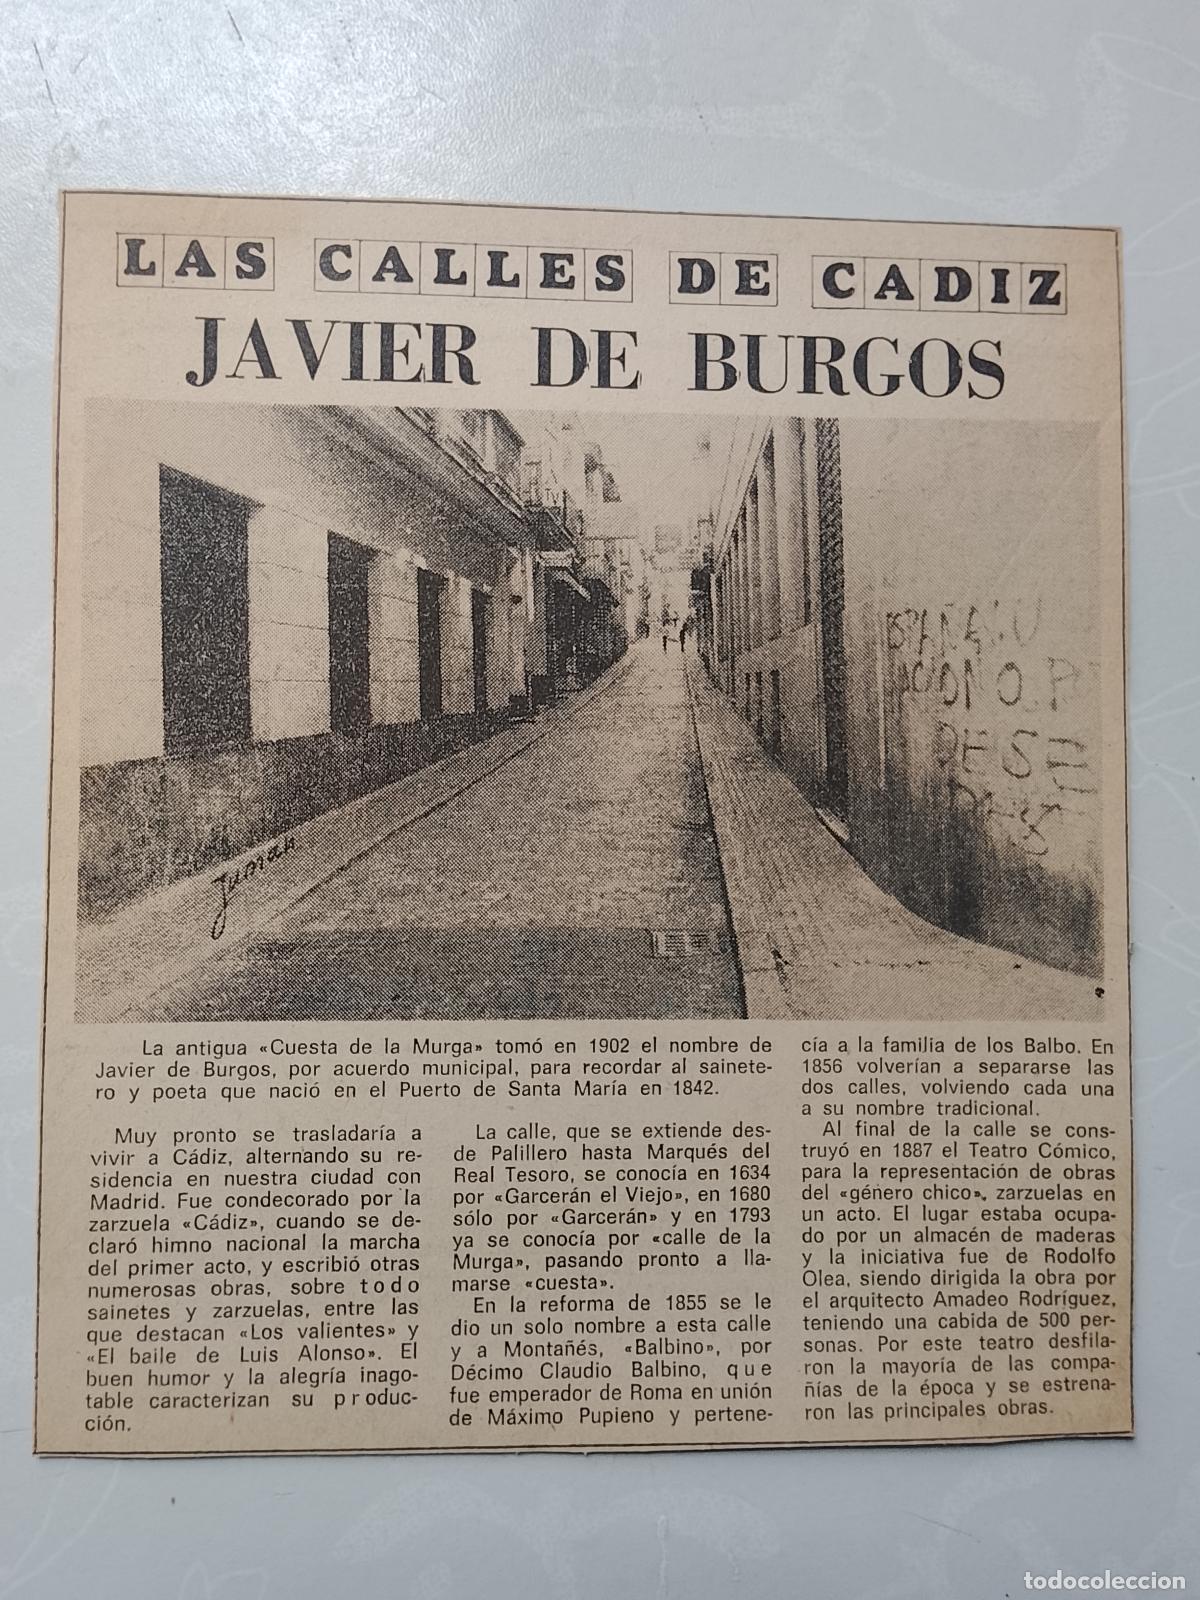 LAS CALLES DE CADIZ
JAVIER DE BURGOS
ESPAÑA.U
NACION O.P
DE SE
Juman
La antigua «Cuesta de la Murga» tomó en 1902 el nombre de
Javier de Burgos, por acuerdo municipal, para recordar al sainete-
ro y poeta que nació en el Puerto de Santa María en 1842.
Muy pronto se trasladaría a
vivir a Cádiz, alternando su re-
sidencia en nuestra ciudad con
Madrid. Fue condecorado por la
zarzuela «Cádiz», cuando se de-
claró himno nacional la marcha
del primer acto, y escribió otras
numerosas obras, sobre todo
sainetes y zarzuelas, entre las
que destacan «Los valientes» y
«El baile de Luis Alonso». El
buen humor y la alegría inago-
table caracterizan su produc-
ción.
La calle, que se extiende des-
de Palillero hasta Marqués del
Real Tesoro, se conocía en 1634
por «Garcerán el Viejo», en 1680
sólo por «Garcerán» y en 1793
ya se conocía por «calle de la
Murga», pasando pronto a lla-
marse «cuesta».
En la reforma de 1855 se le
dio un solo nombre a esta calle
y a Montañés, «Balbino», por
Décimo Claudio Balbino, que
fue emperador de Roma en unión
de Máximo Pupieno y pertene-
cía a la familia de los Balbo. En
1856 volverían a separarse las
dos calles, volviendo cada una
a su nombre tradicional.
Al final de la calle se cons-
truyó en 1887 el Teatro Cómico,
para la representación de obras
del «género chico», zarzuelas en
un acto. El lugar estaba ocupa-
do por un almacén de maderas
y la iniciativa fue de Rodolfo
Olea, siendo dirigida la obra por
el arquitecto Amadeo Rodríguez,
teniendo una cabida de 500 per-
sonas. Por este teatro desfila-
ron la mayoría de las compa-
ñías de la época y se estrena-
ron las principales obras.
todocoleccion